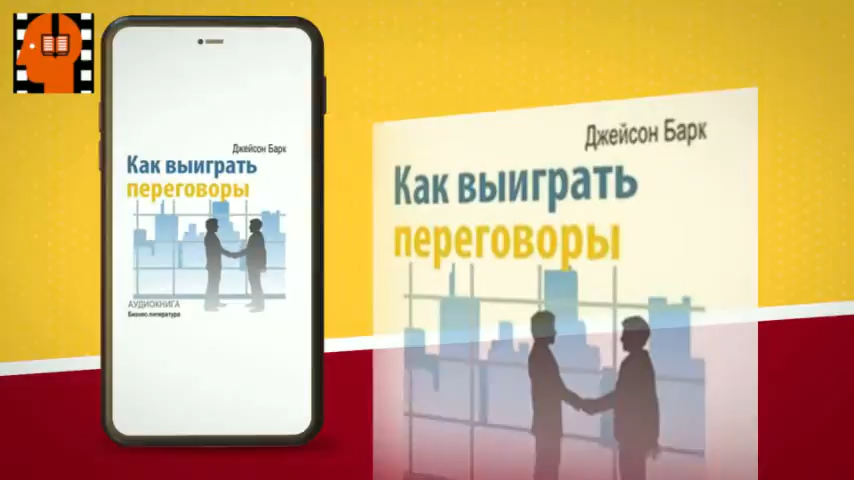 Джейсон Барк
Как выиграть
переговоры
АУДИОКНИГА
Бизнес литература
Джейсон Барк
Как выиграть
переговоры